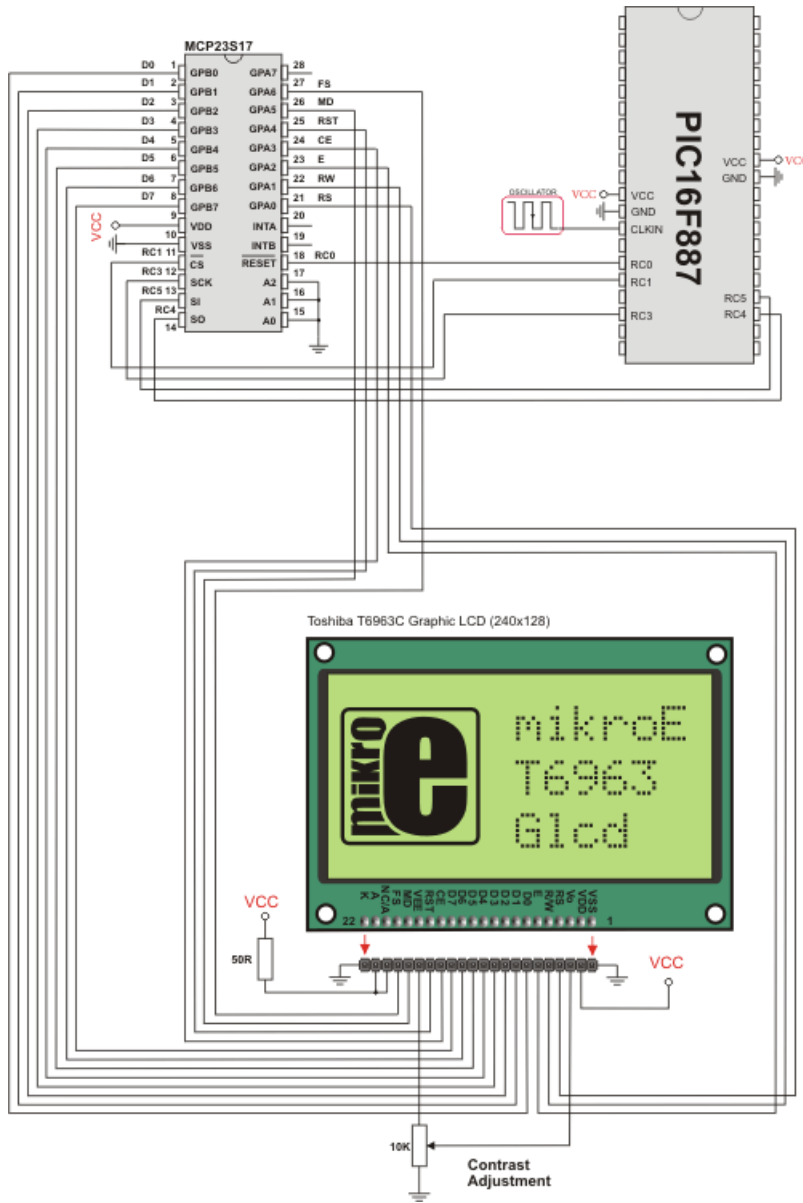 MCP23S17
D0 1 GPB0 GPA7 28
D1 2 GPB1 GPA6 27 FS
D2 3 GPB2 GPA5 26 MD
D3 4 GPB3 GPA4 25 RST
D4 5 GPB4 GPA3 24 CE
D5 6 GPB5 GPA2 23 E
D6 7 GPB6 GPA1 22 RW
D7 8 GPB7 GPA0 21 RS
VCC 9 VDD INTA 20
10 VSS INTB 19
RC1 11 CS RESET 18 RC0
RC3 12 SCK A2 17
RC5 13 SI A1 16
RC4 14 SO A0 15
PIC16F887
VCC VCC
GND
OSCILLATOR
VCC VCC
GND
CLKIN
RC0
RC1
RC5
RC3 RC4
Toshiba T6963C Graphic LCD (240x128)
mikro e
mikroE
T6963
Glcd
K A NC/A FS MD VEE RST CE D7 D6 D5 D4 D3 D2 D1 D0 E R/W RS Vo VDD VSS
22 1
VCC
50R
VCC
10K
Contrast
Adjustment